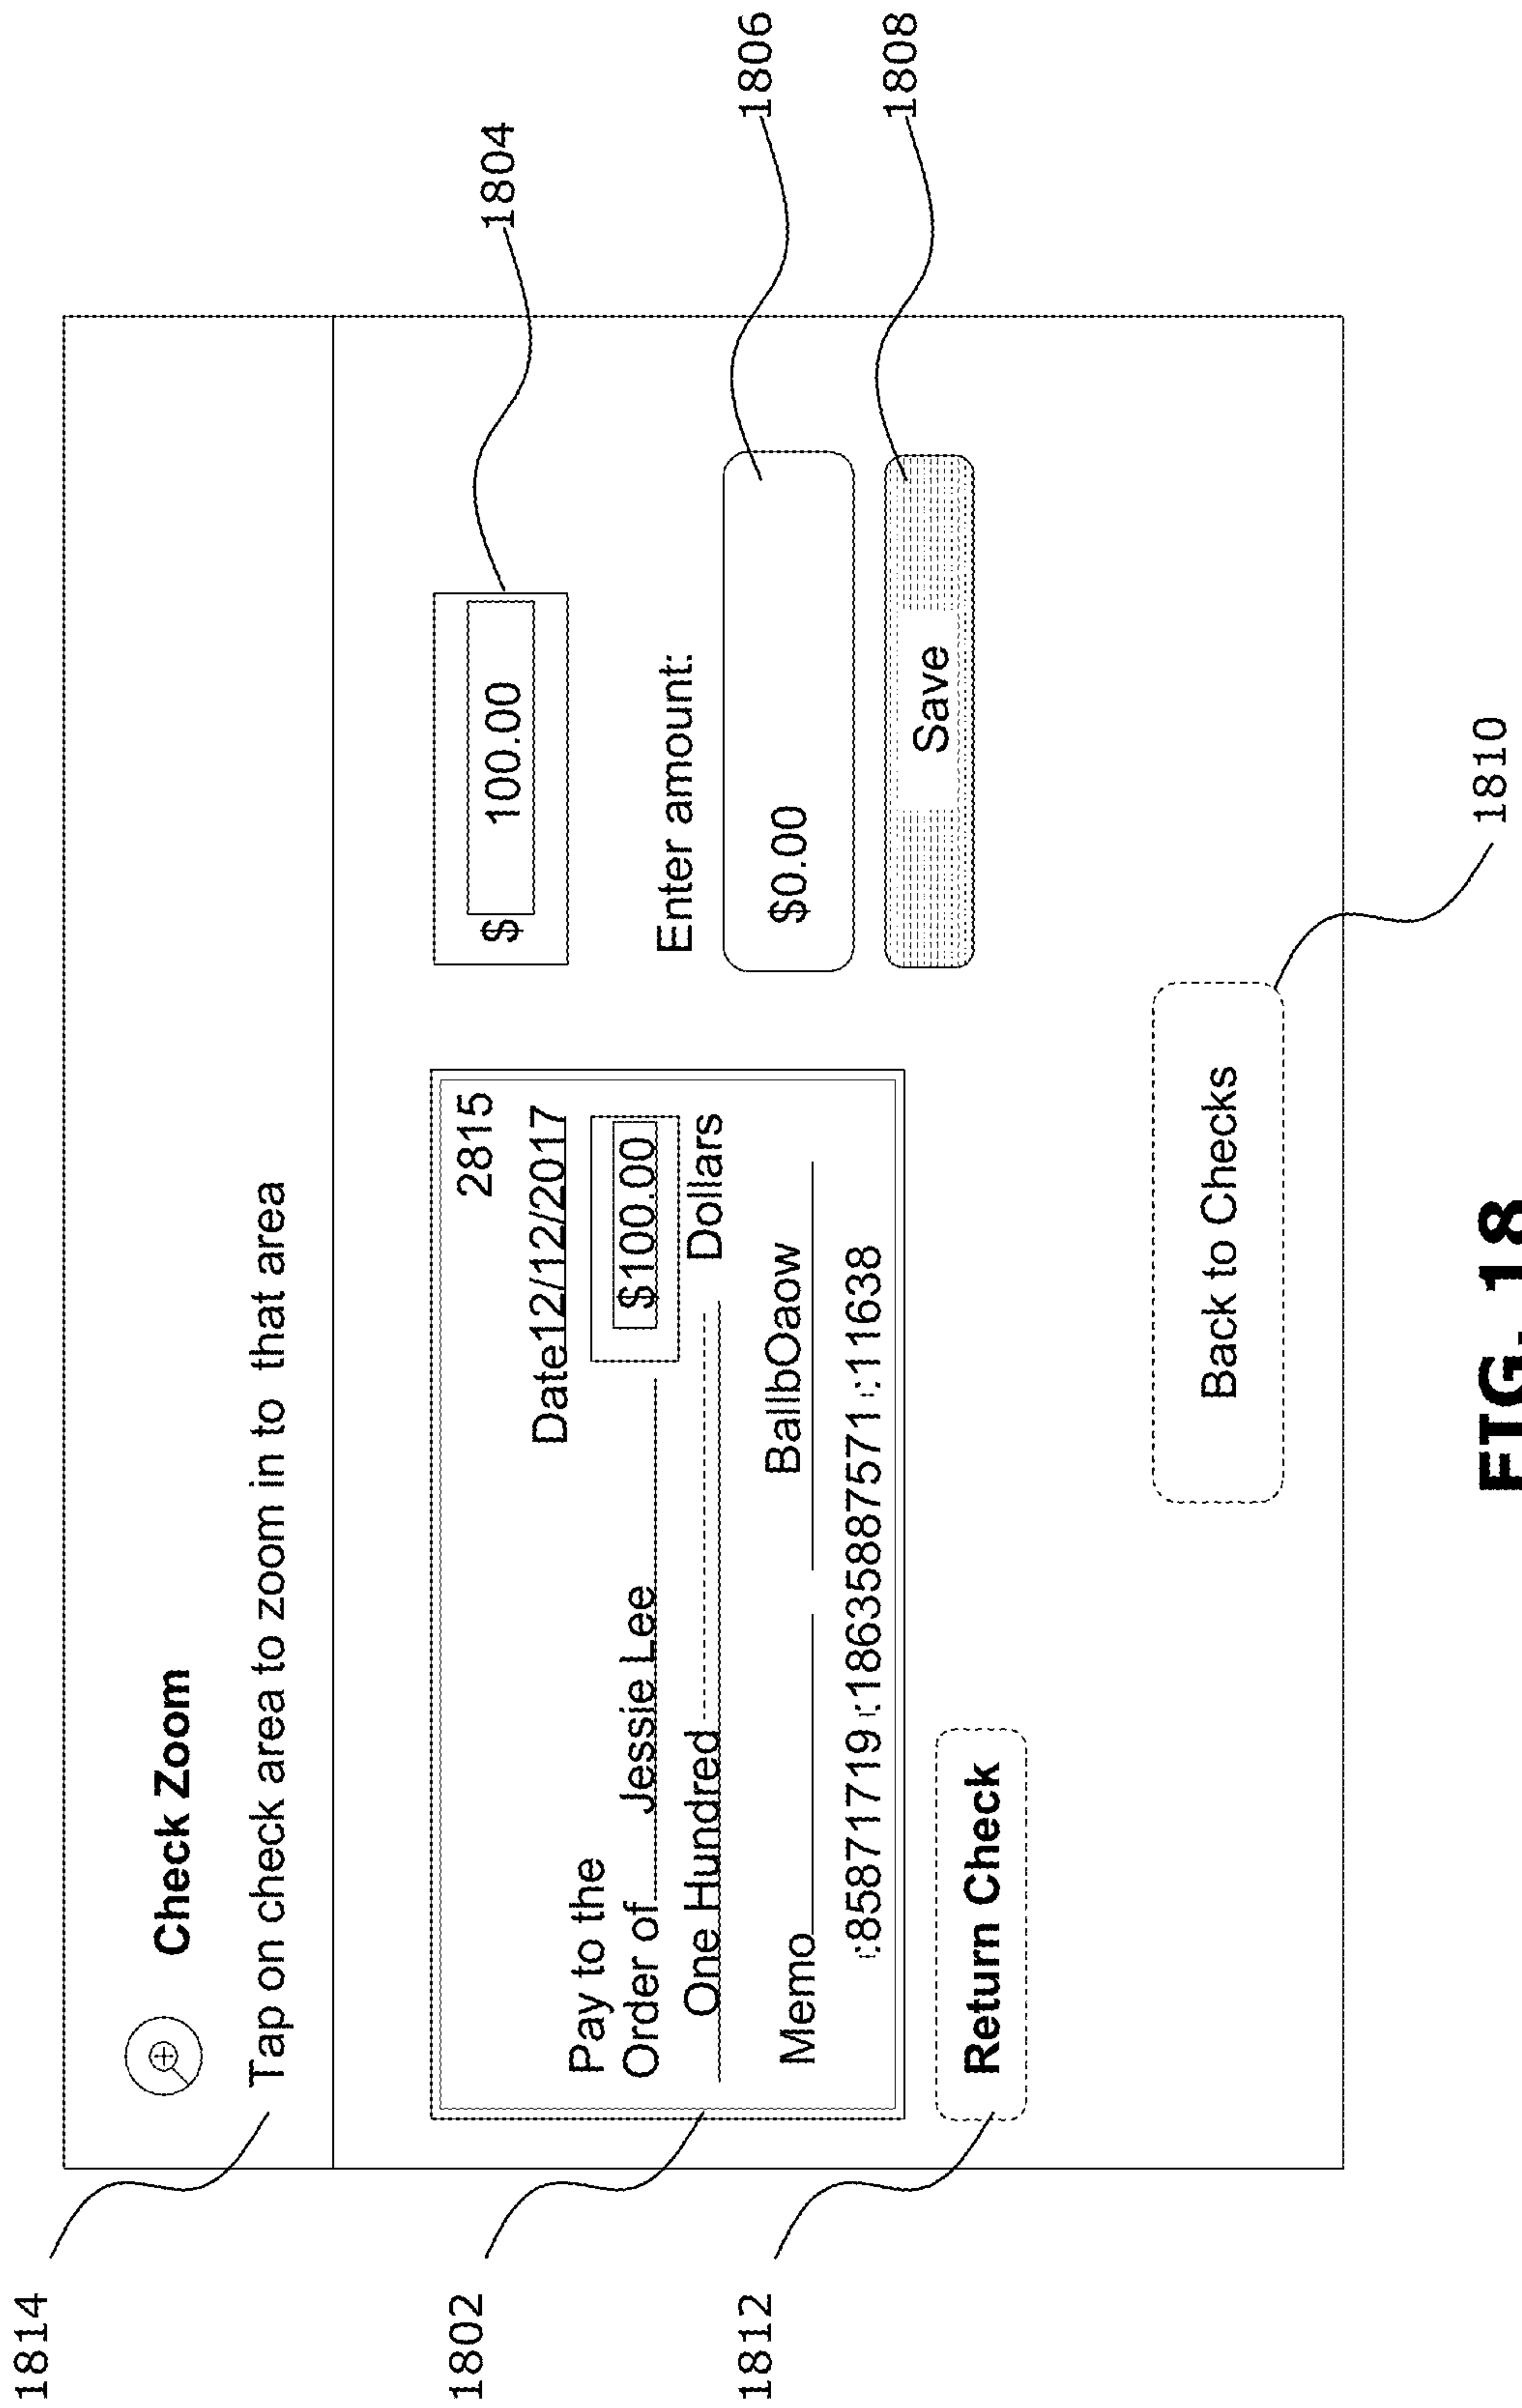 1814
Check Zoom
Tap on check area to zoom in to that area
1802
2815
Date12/12/2017
Pay to the
Order of Jessie Lee
$100.00
One Hundred Dollars
Memo BallbOaow
⑆85871719⑆18635887571⑆11638
1812
Return Check
$ 100.00
1804
Enter amount:
$0.00
1806
Save
1808
Back to Checks
1810
FIG. 18